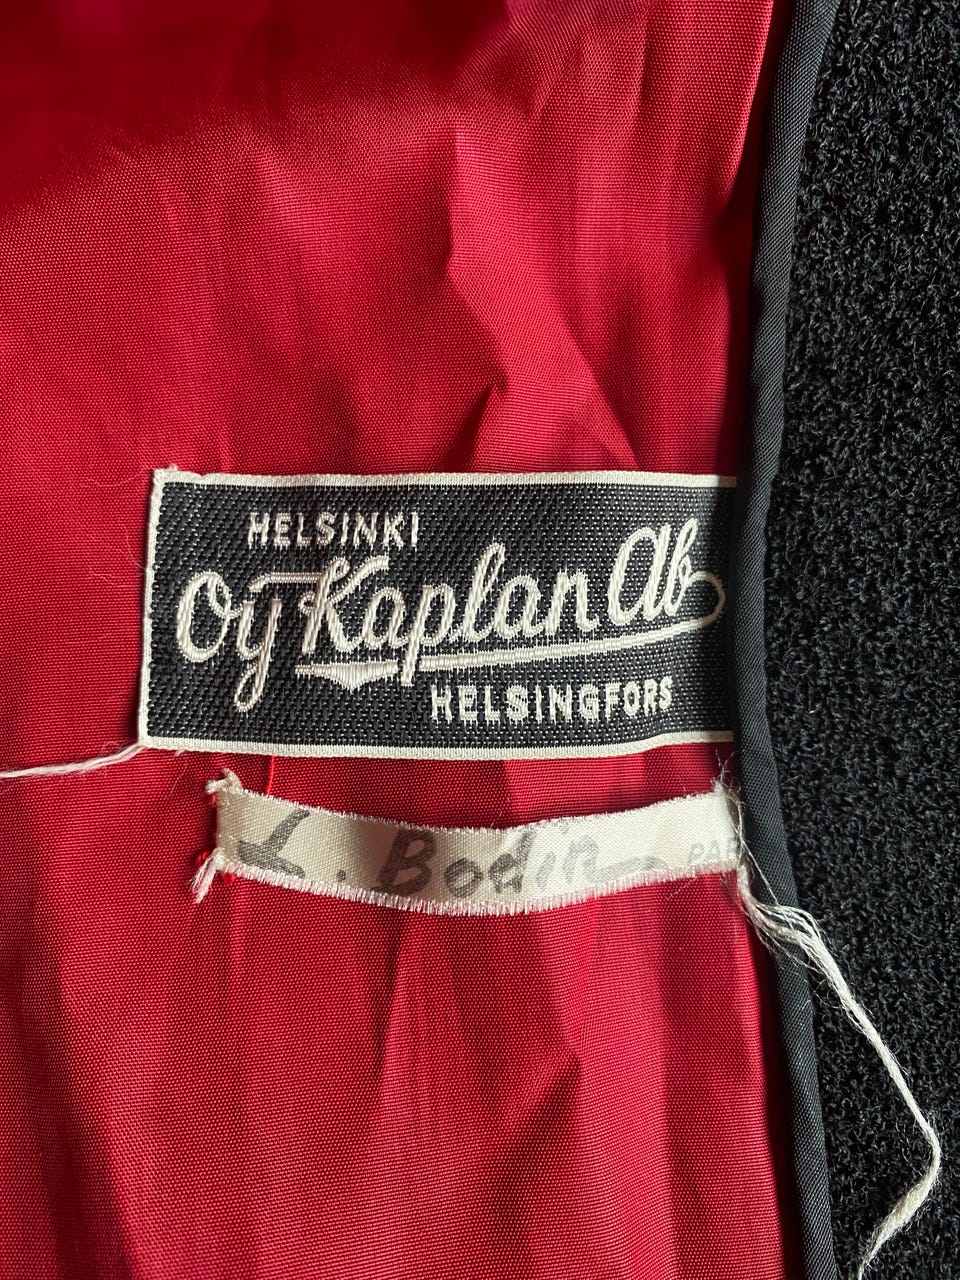 HELSINKI
Oy Kaplan Ab
HELSINGFORS
L. Bodin